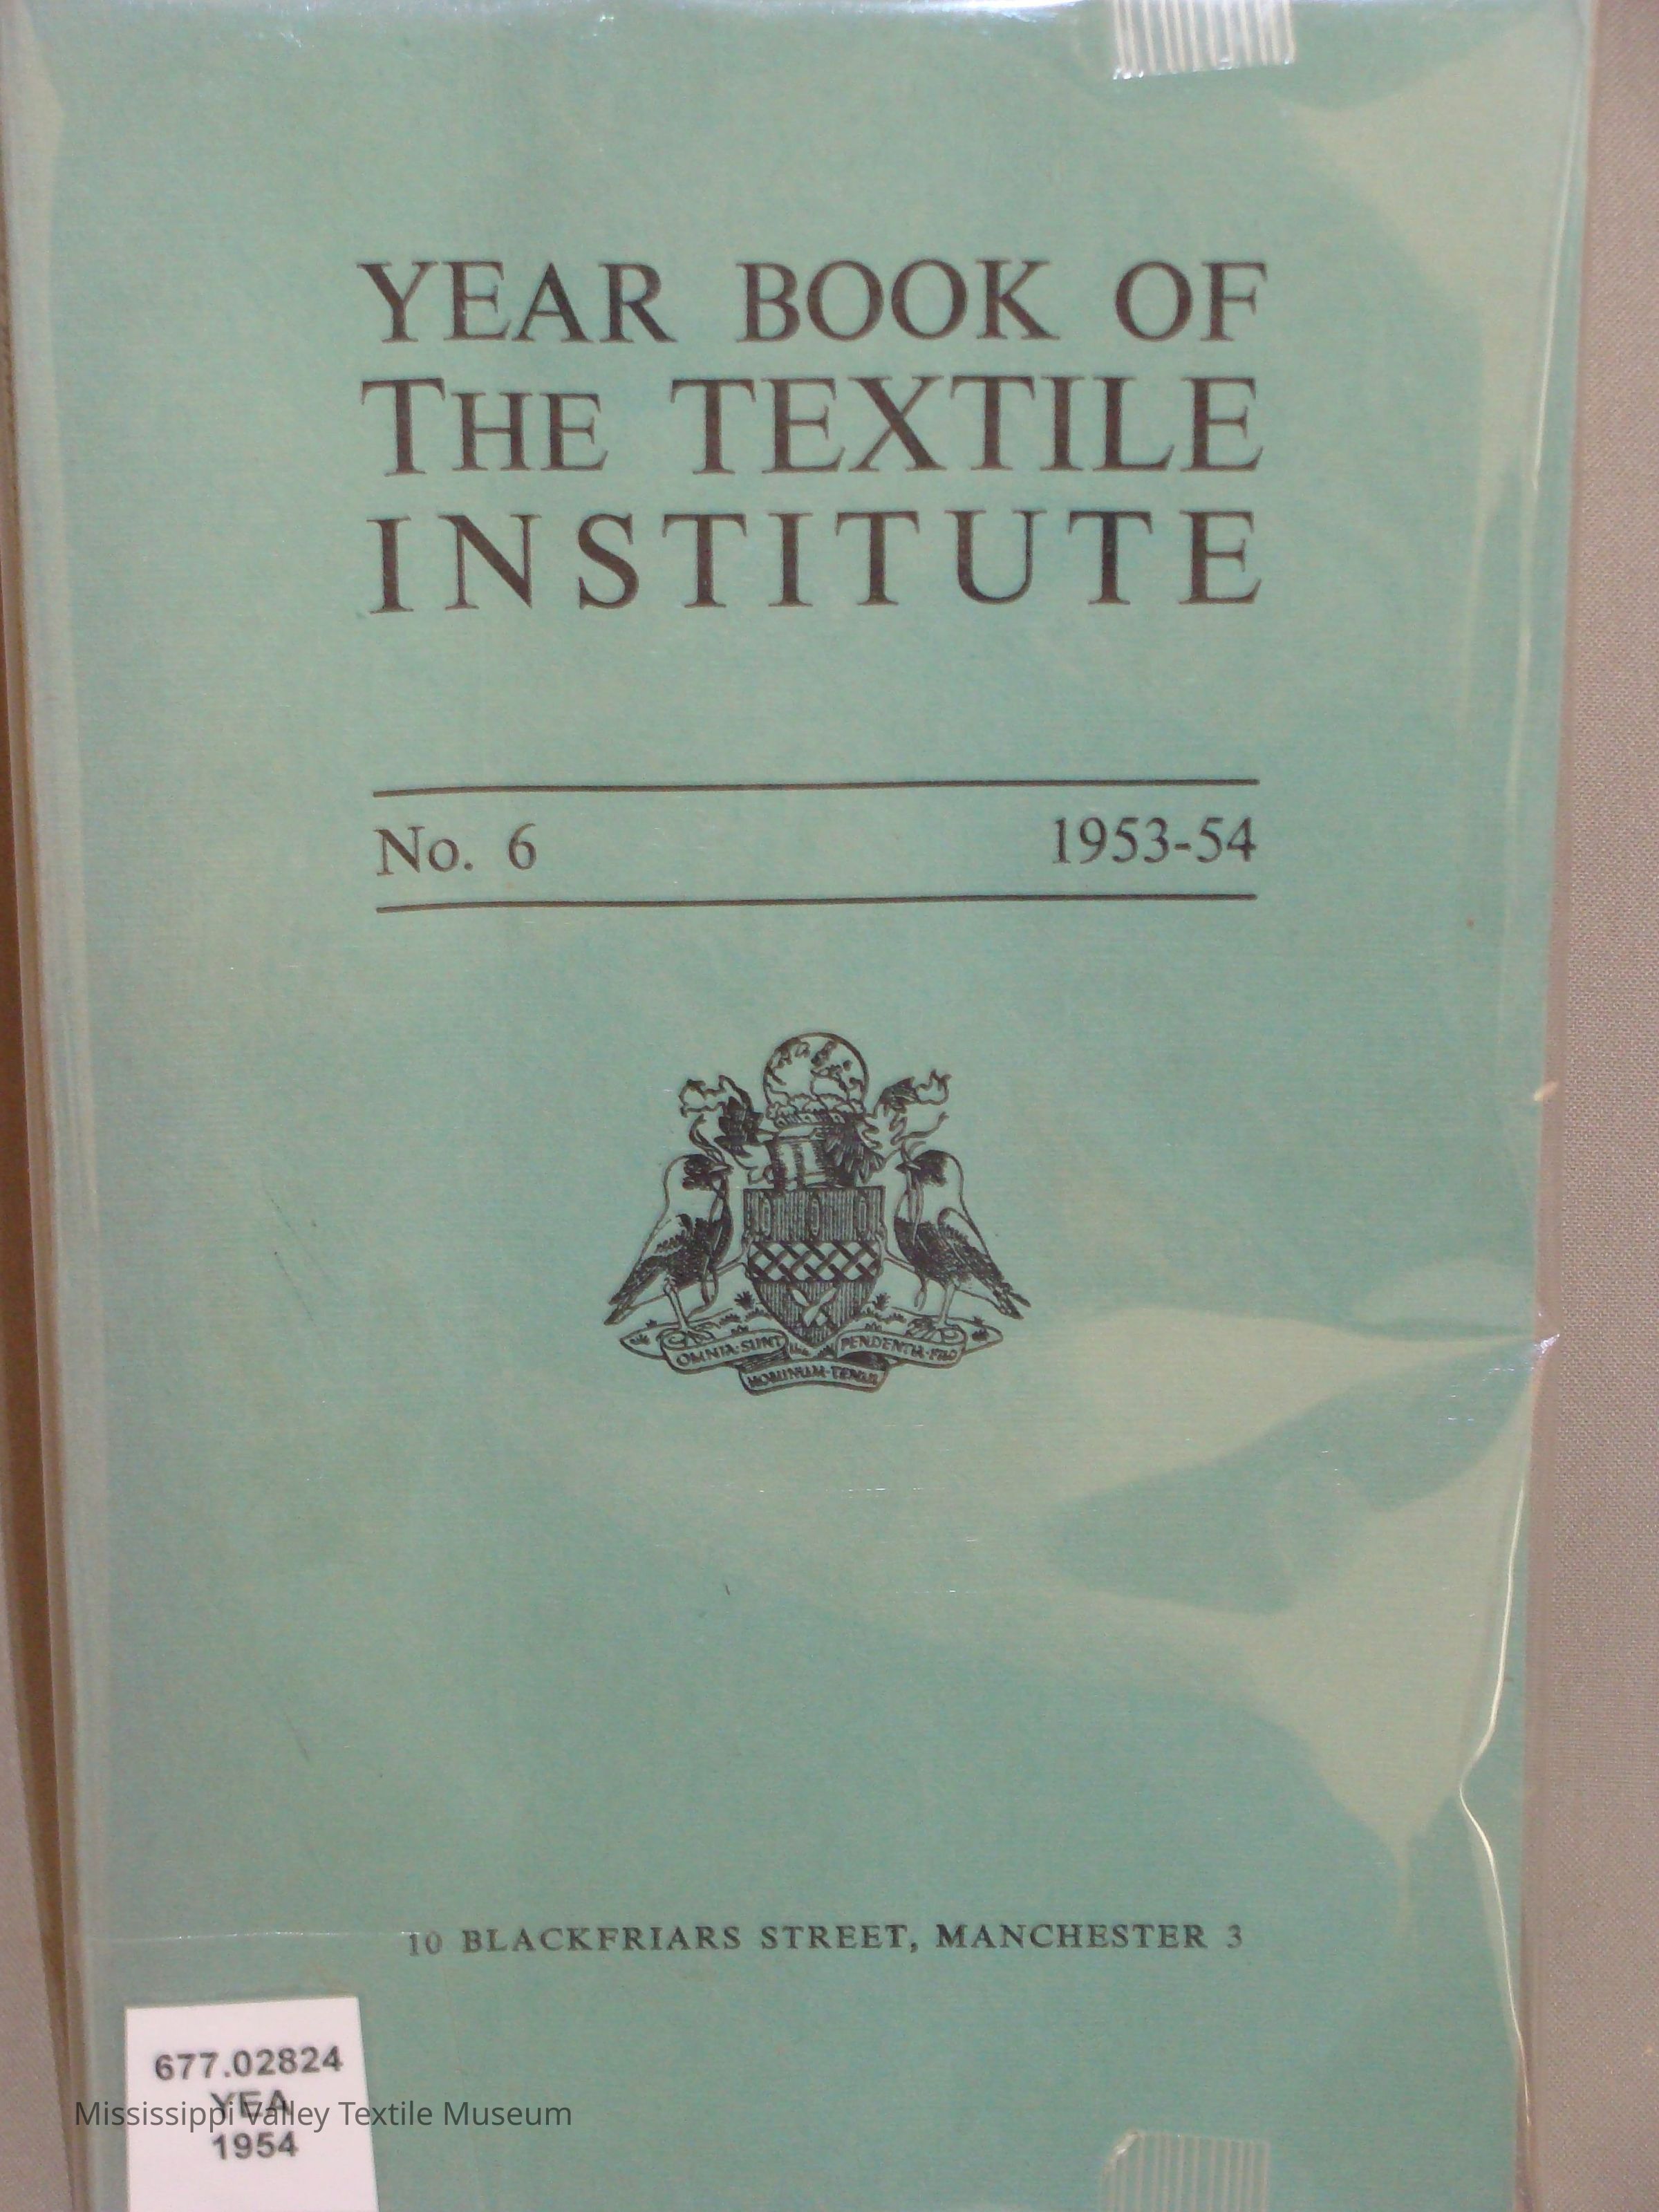 YEAR BOOK OF
THE TEXTILE
INSTITUTE
No. 6 1953-54
OMNIA·SUNT PENDENTIA·FILO
HOMINUM·TENUI
10 BLACKFRIARS STREET, MANCHESTER 3
677.02824
YEA
Mississippi Valley Textile Museum
1954